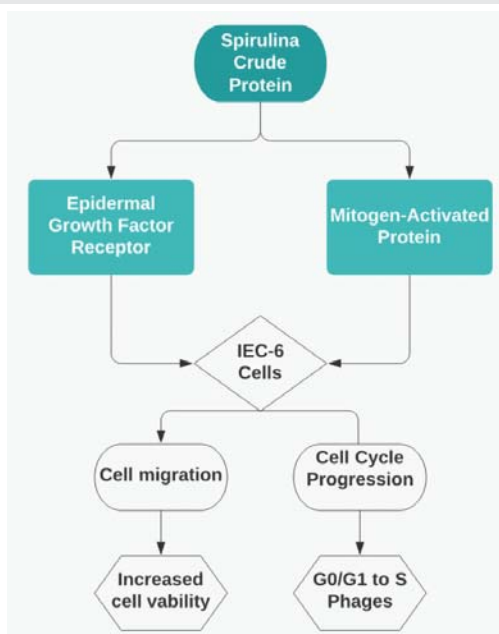 Spirulina
Crude
Protein
Epidermal
Growth Factor
Receptor
Mitogen-Activated
Protein
IEC-6
Cells
Cell migration
Cell Cycle
Progression
Increased
cell vability
G0/G1 to S
Phages